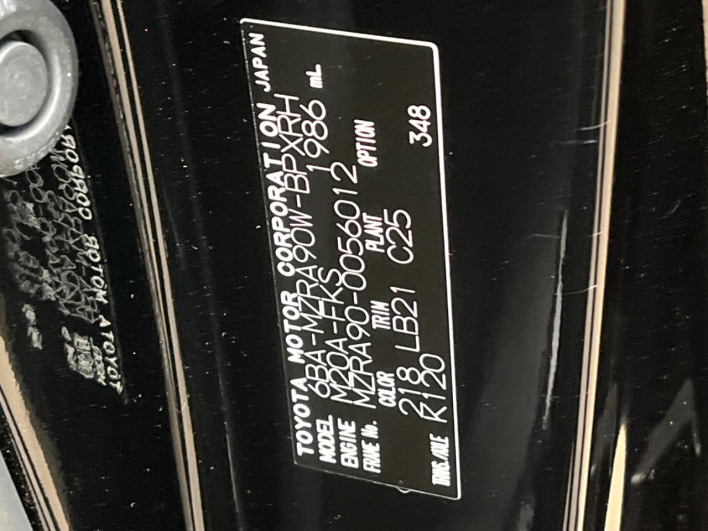 TOYOTA MOTOR CORPORATION JAPAN
MODEL 6BA-MZRA90W-BPXRH
ENGINE M20A-FKS 1986 mL
FRAME No. MZRA90-0056012
COLOR TRIM PLANT OPTION
218 LB21 C25 348
TRANS./AXLE K120